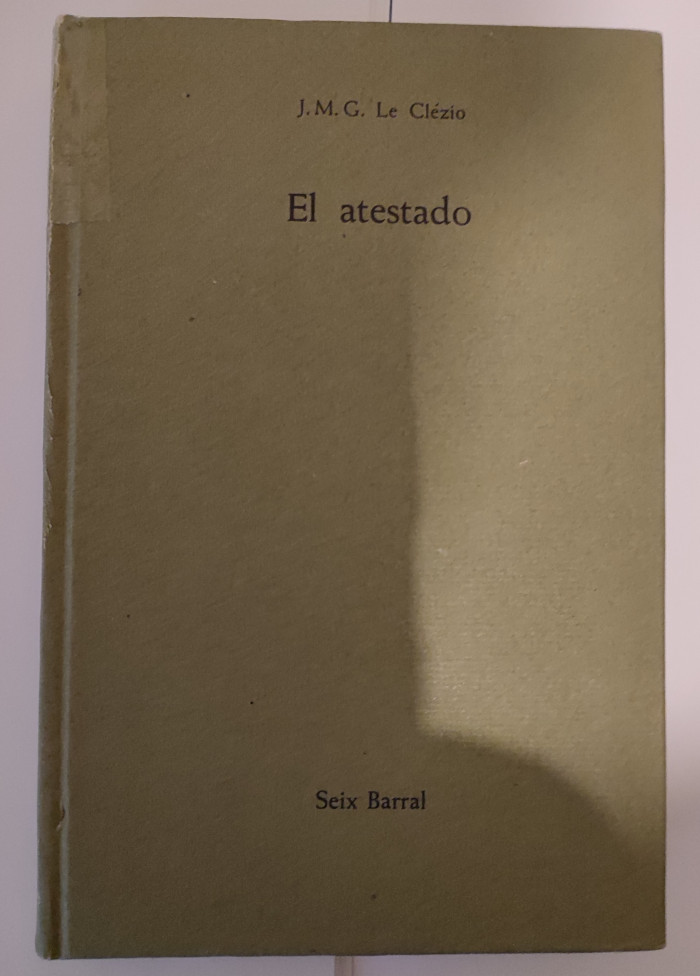 J. M. G. Le Clézio
El atestado
Seix Barral